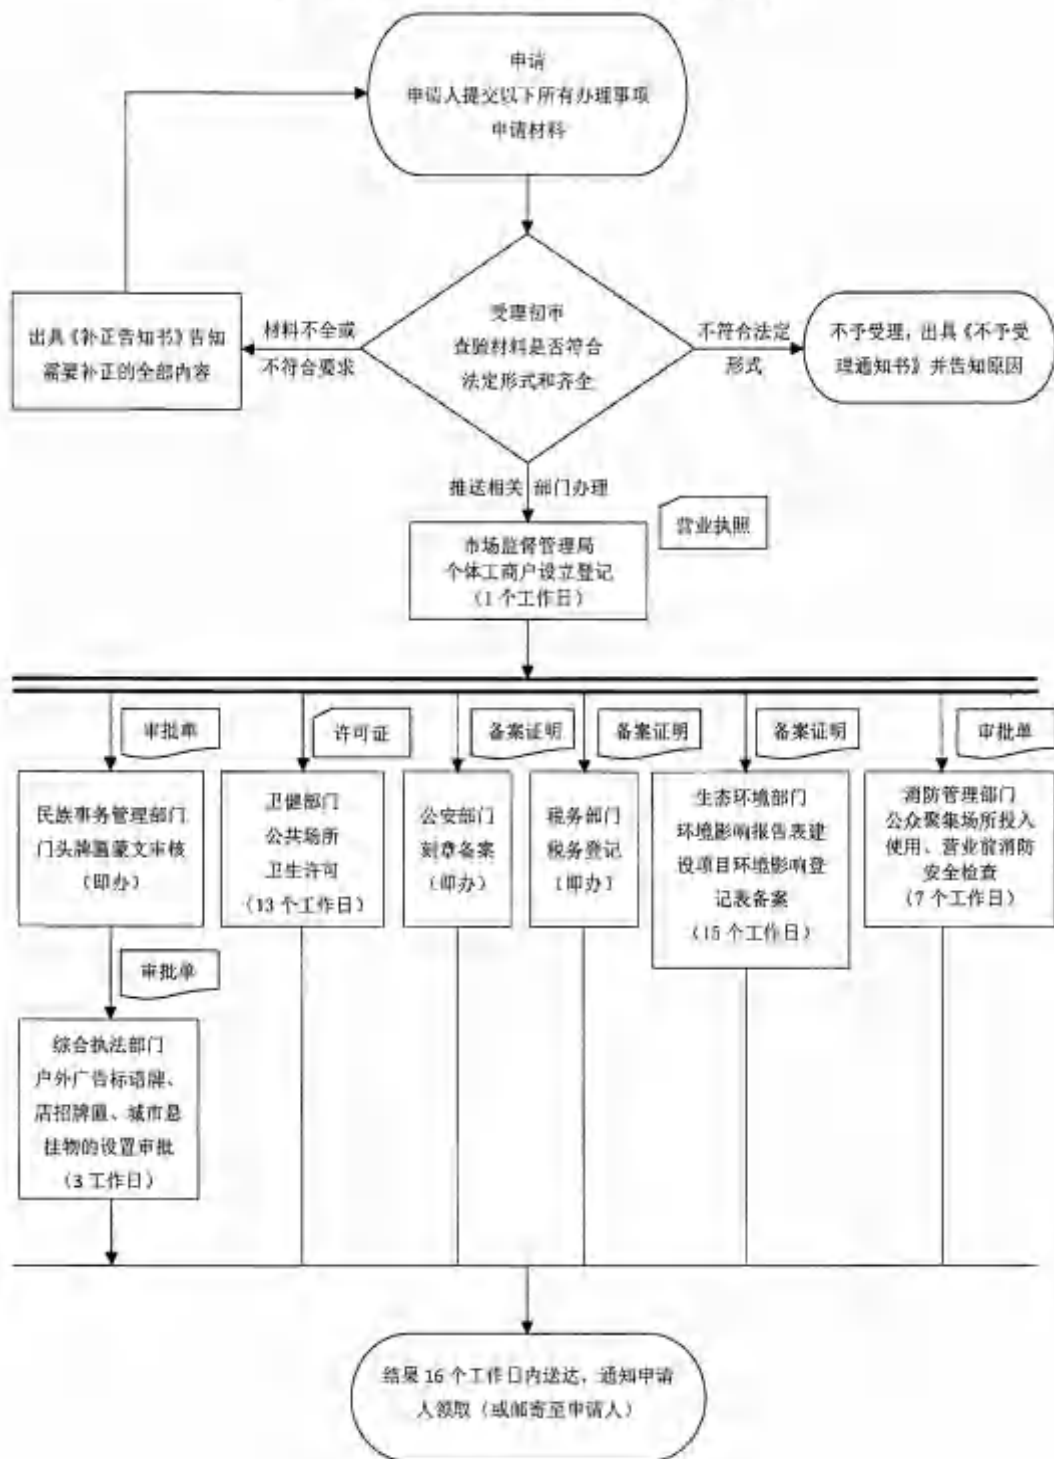 申请
申请人提交以下所有办理事项
申请材料
出具《补正告知书》告知
需要补正的全部内容
材料不全或
不符合要求
受理初审
查验材料是否符合
法定形式和齐全
不符合法定
形式
不予受理,出具《不予受
理通知书》并告知原因
推送相关 部门办理
营业执照
市场监督管理局
个体工商户设立登记
(1 个工作日)
审批单
许可证
备案证明
备案证明
备案证明
审批单
民族事务管理部门
门头牌匾蒙文审核
(即办)
卫健部门
公共场所
卫生许可
(13 个工作日)
公安部门
刻章备案
(即办)
税务部门
税务登记
(即办)
生态环境部门
环境影响报告表建
设项目环境影响登
记表备案
(15 个工作日)
消防管理部门
公众聚集场所投入
使用、营业前消防
安全检查
(7 个工作日)
审批单
综合执法部门
户外广告标语牌、
店招牌匾、城市悬
挂物的设置审批
(3 工作日)
结果 16 个工作日内送达,通知申请
人领取(或邮寄至申请人)